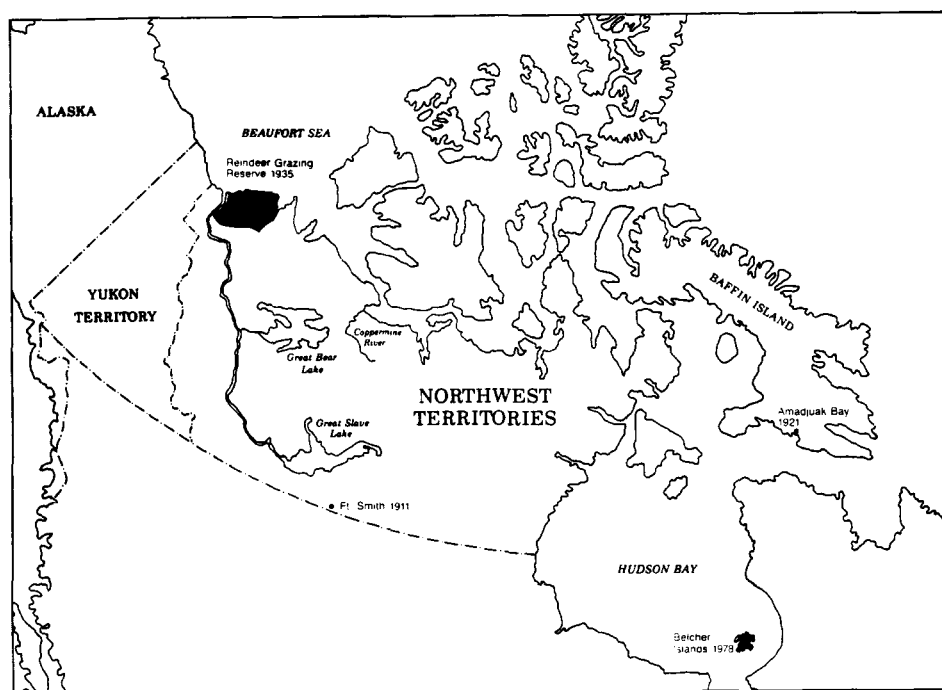 ALASKA
BEAUFORT SEA
Reindeer Grazing
Reserve 1935
YUKON
TERRITORY
BAFFIN ISLAND
Coppermine
River
Great Bear
Lake
NORTHWEST
TERRITORIES
Great Slave
Lake
Amadjuak Bay
1921
Ft. Smith 1911
HUDSON BAY
Belcher
Islands 1978